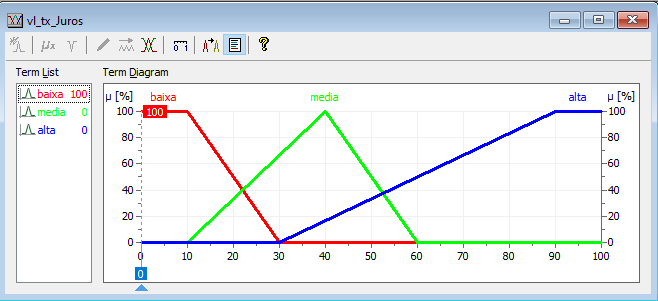 vl_tx_Juros
μx
?
Term List
Term Diagram
baixa 100
media 0
alta 0
μ [%] baixa media alta μ [%]
100 100 100
80 80
60 60
40 40
20 20
0 0
0 10 20 30 40 50 60 70 80 90 100
0